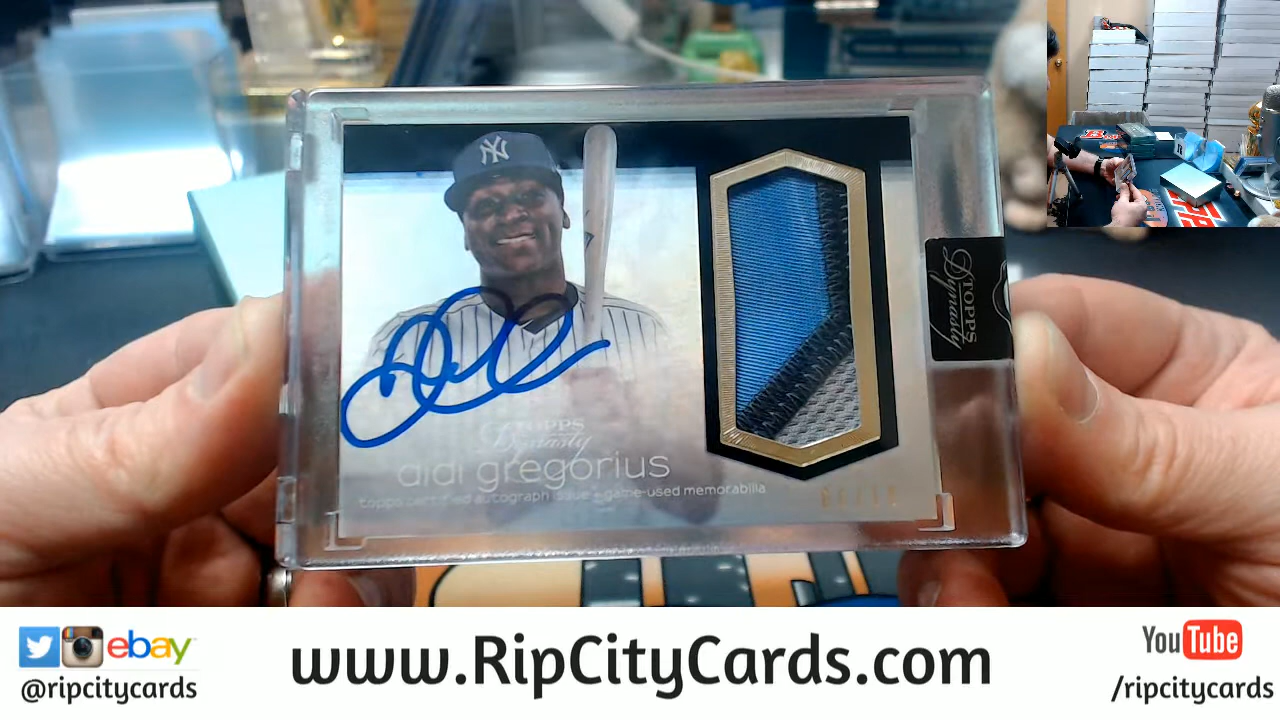 NY
TOPPS
Dynasty
TOPPS
Dynasty
didi gregorius
topps certified autograph issue • game-used memorabilia
ebay
@ripcitycards
www.RipCityCards.com
YouTube
/ripcitycards